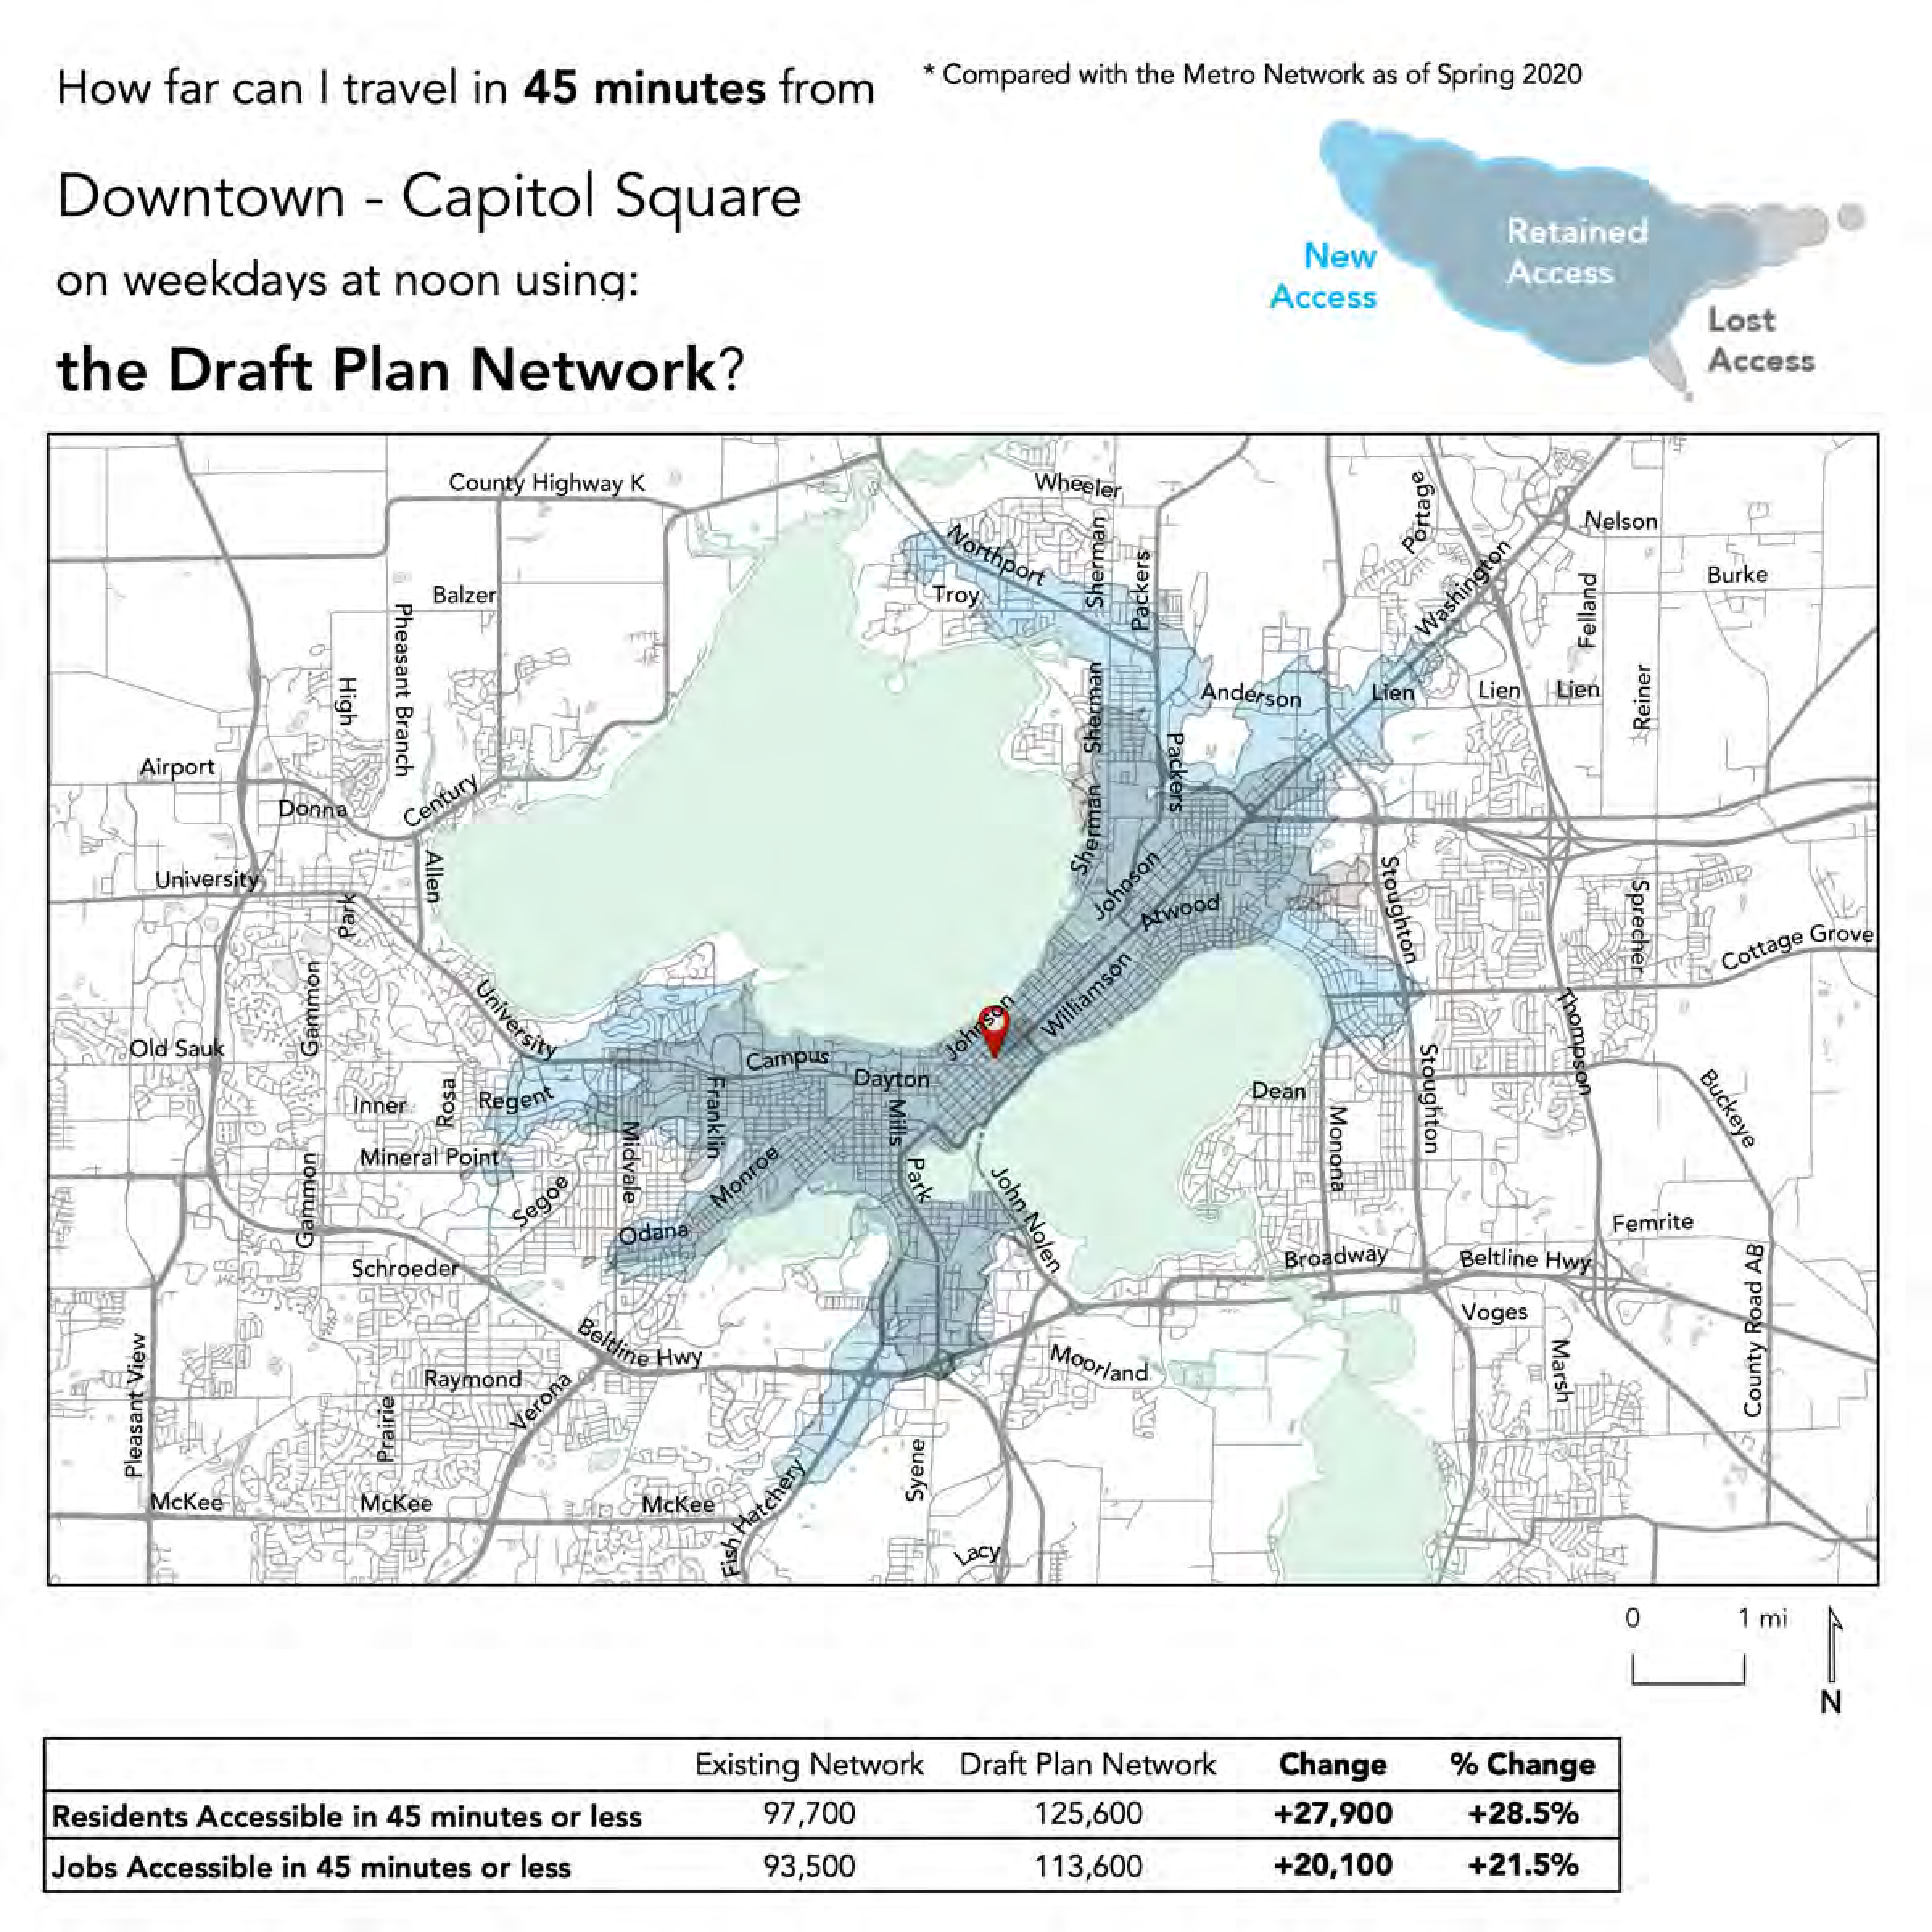 How far can I travel in 45 minutes from
* Compared with the Metro Network as of Spring 2020
Downtown - Capitol Square
on weekdays at noon using:
the Draft Plan Network?
New
Access
Retained
Access
Lost
Access
County Highway K
Wheeler
Portage
Nelson
Northport
Sherman
Packers
Washington
Burke
Balzer
Troy
Felland
Pheasant Branch
High
Sherman
Anderson
Lien
Lien
Lien
Reiner
Airport
Packers
Donna
Century
Sherman
Allen
University
Park
Johnson
Atwood
Stoughton
Sprecher
Cottage Grove
Gammon
University
Johnson
Williamson
Thompson
Old Sauk
Campus
Dayton
Regent
Rosa
Inner
Franklin
Mills
Dean
Monona
Stoughton
Buckeye
Mineral Point
Midvale
Monroe
Park
John Nolen
Gammon
Segoe
Odana
Femrite
Schroeder
Broadway
Beltline Hwy
County Road AB
Voges
Beltline Hwy
Moorland
Marsh
Pleasant View
Raymond
Verona
Prairie
Syene
McKee
McKee
McKee
Fish Hatchery
Lacy
0 1 mi
N
Existing Network Draft Plan Network Change % Change
Residents Accessible in 45 minutes or less 97,700 125,600 +27,900 +28.5%
Jobs Accessible in 45 minutes or less 93,500 113,600 +20,100 +21.5%